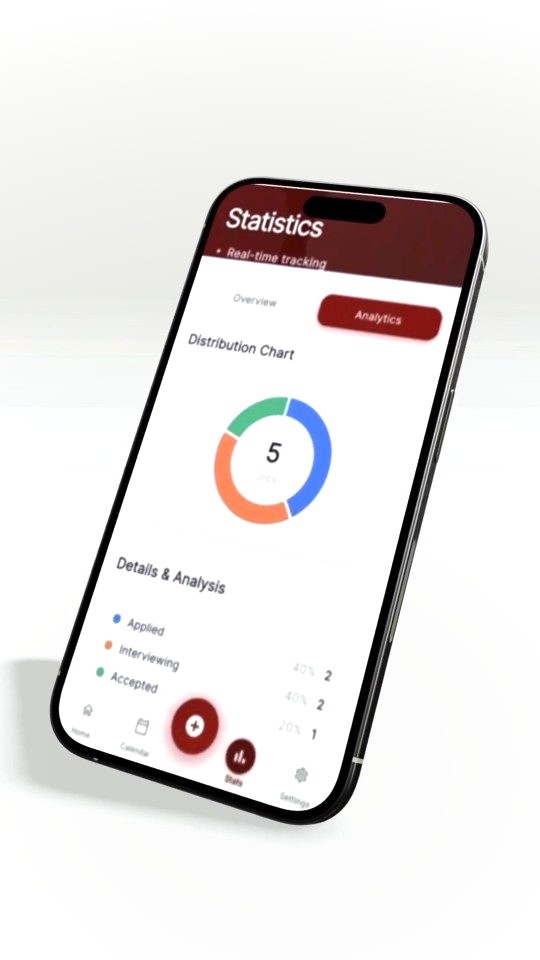 Statistics
• Real-time tracking
Overview
Analytics
Distribution Chart
5
Details & Analysis
Applied
40% 2
Interviewing
40% 2
Accepted
20% 1
Home
Calendar
Stats
Settings